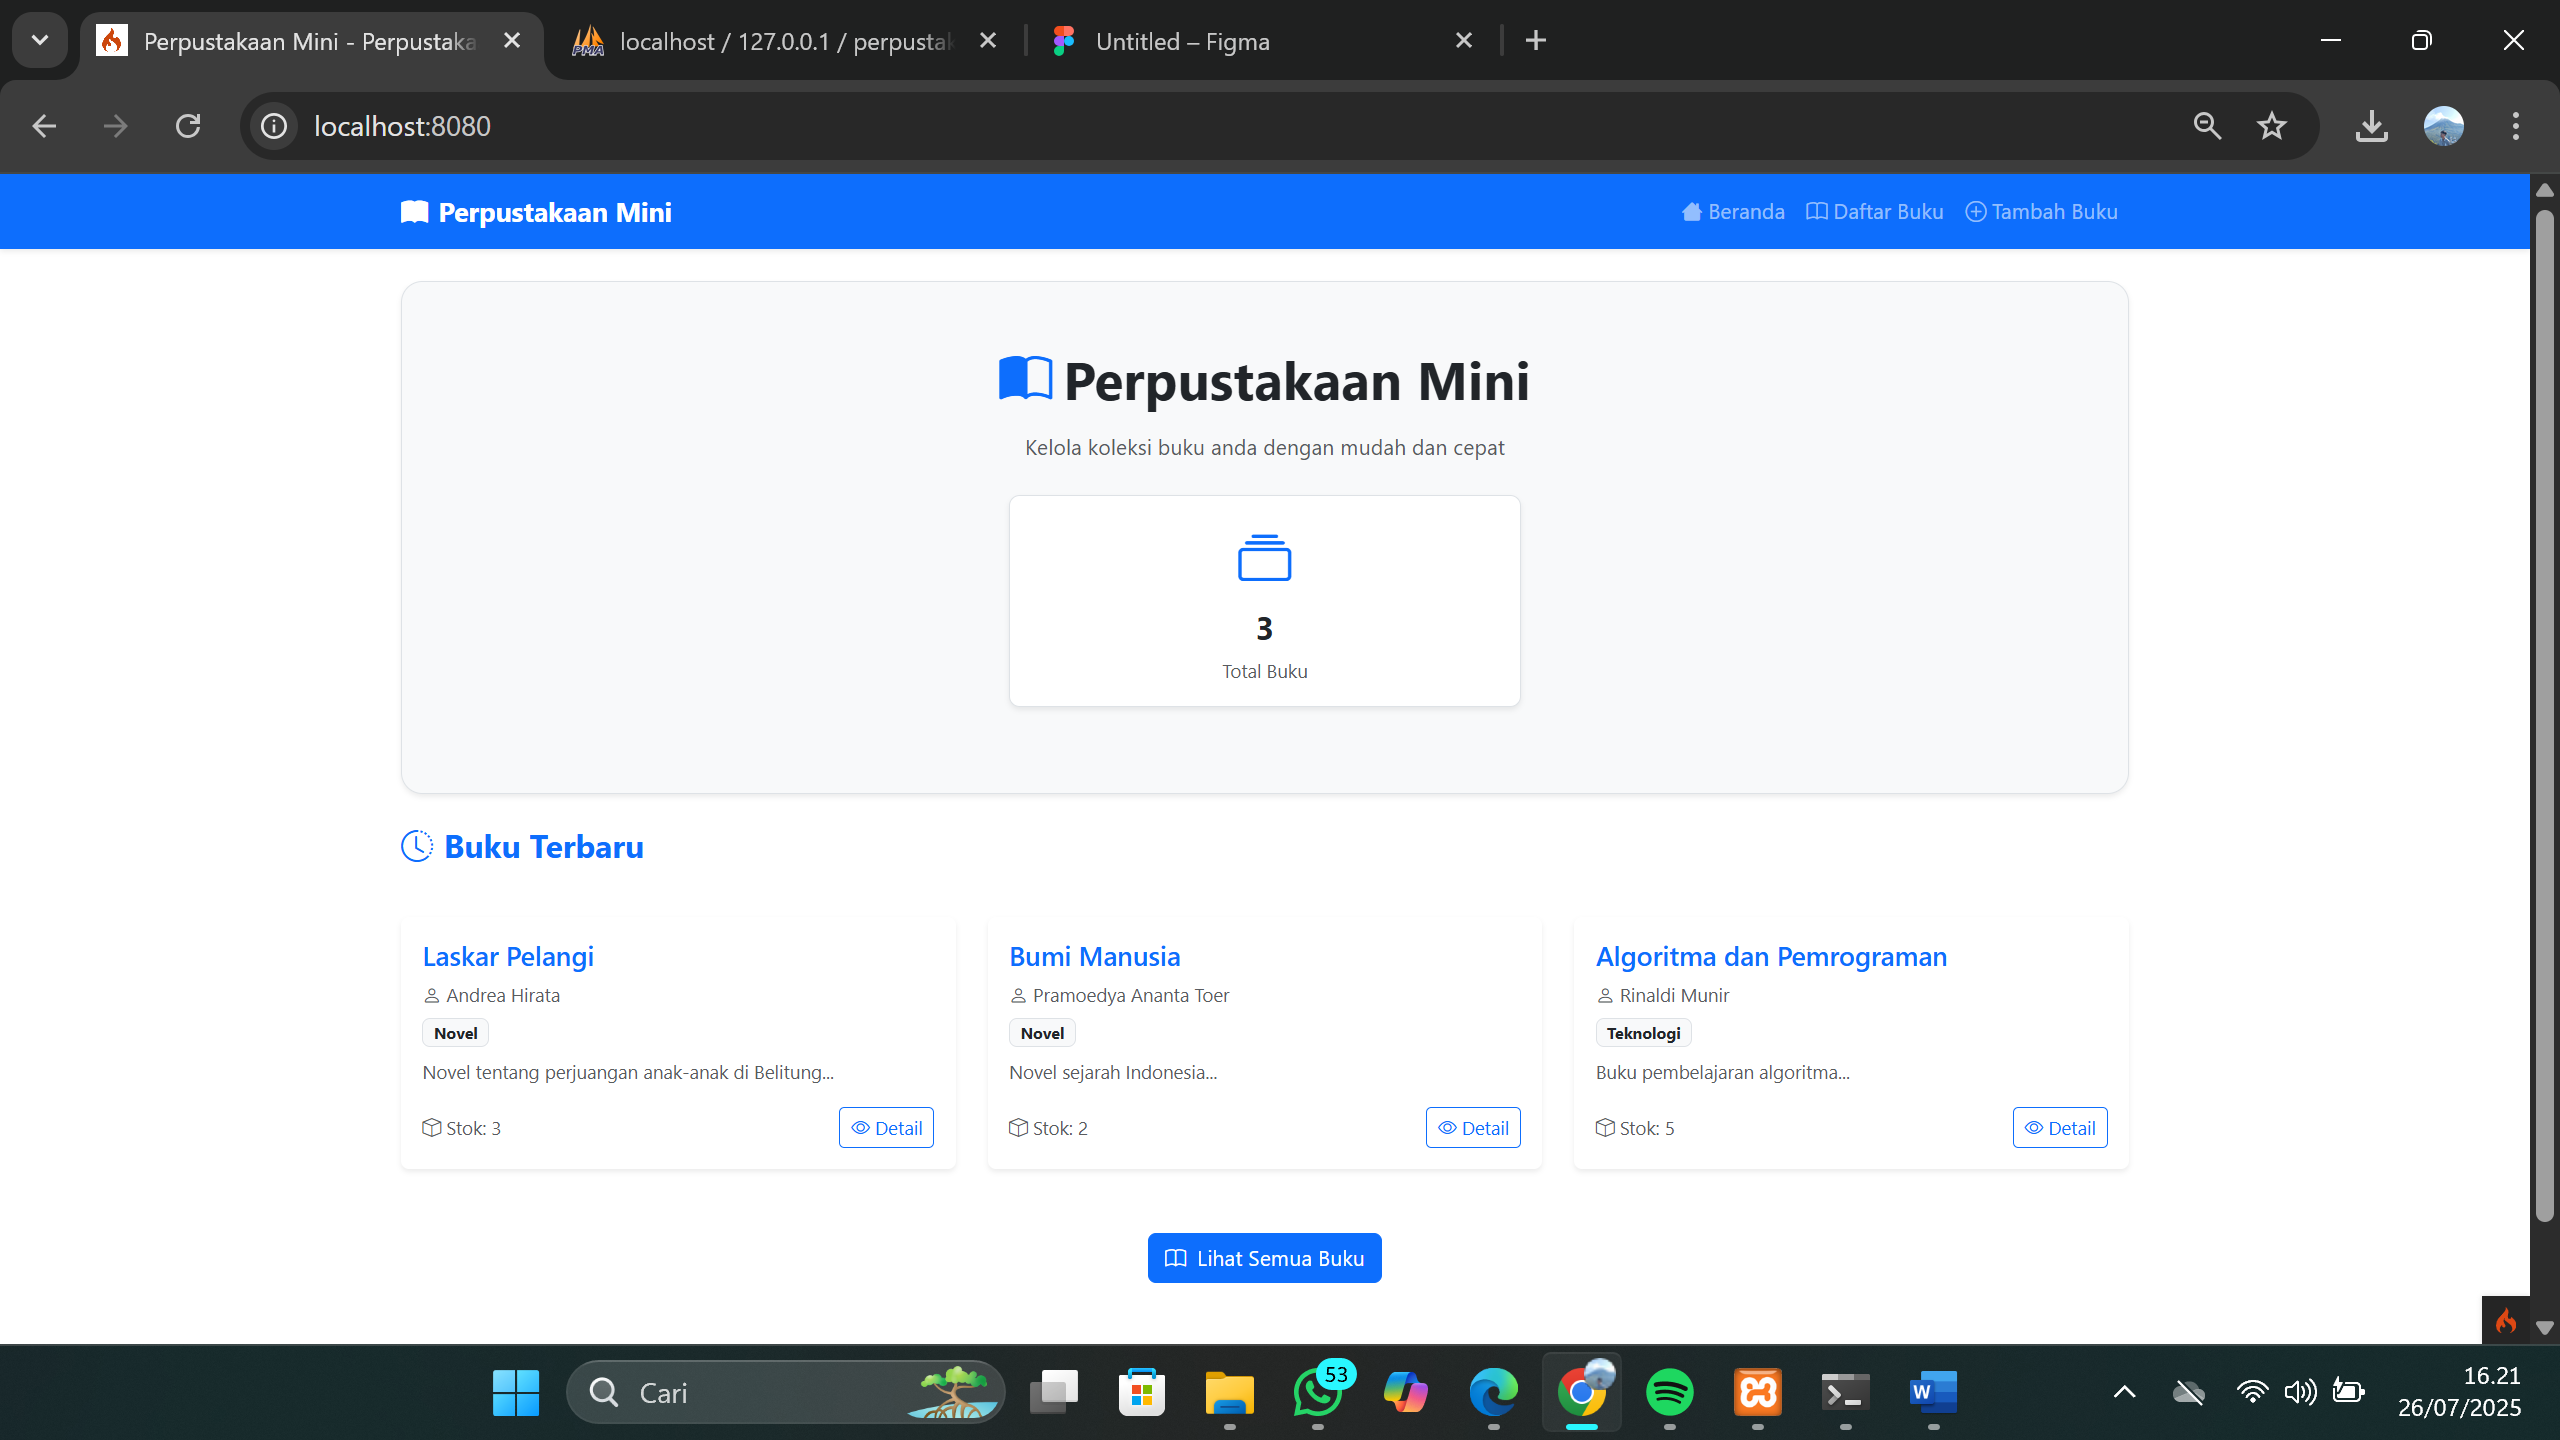 Perpustakaan Mini - Perpustaka
localhost / 127.0.0.1 / perpustak
Untitled – Figma
localhost:8080
Perpustakaan Mini
Beranda
Daftar Buku
Tambah Buku
Perpustakaan Mini
Kelola koleksi buku anda dengan mudah dan cepat
3
Total Buku
Buku Terbaru
Laskar Pelangi
Andrea Hirata
Novel
Novel tentang perjuangan anak-anak di Belitung...
Stok: 3
Detail
Bumi Manusia
Pramoedya Ananta Toer
Novel
Novel sejarah Indonesia...
Stok: 2
Detail
Algoritma dan Pemrograman
Rinaldi Munir
Teknologi
Buku pembelajaran algoritma...
Stok: 5
Detail
Lihat Semua Buku
Cari
53
16.21
26/07/2025